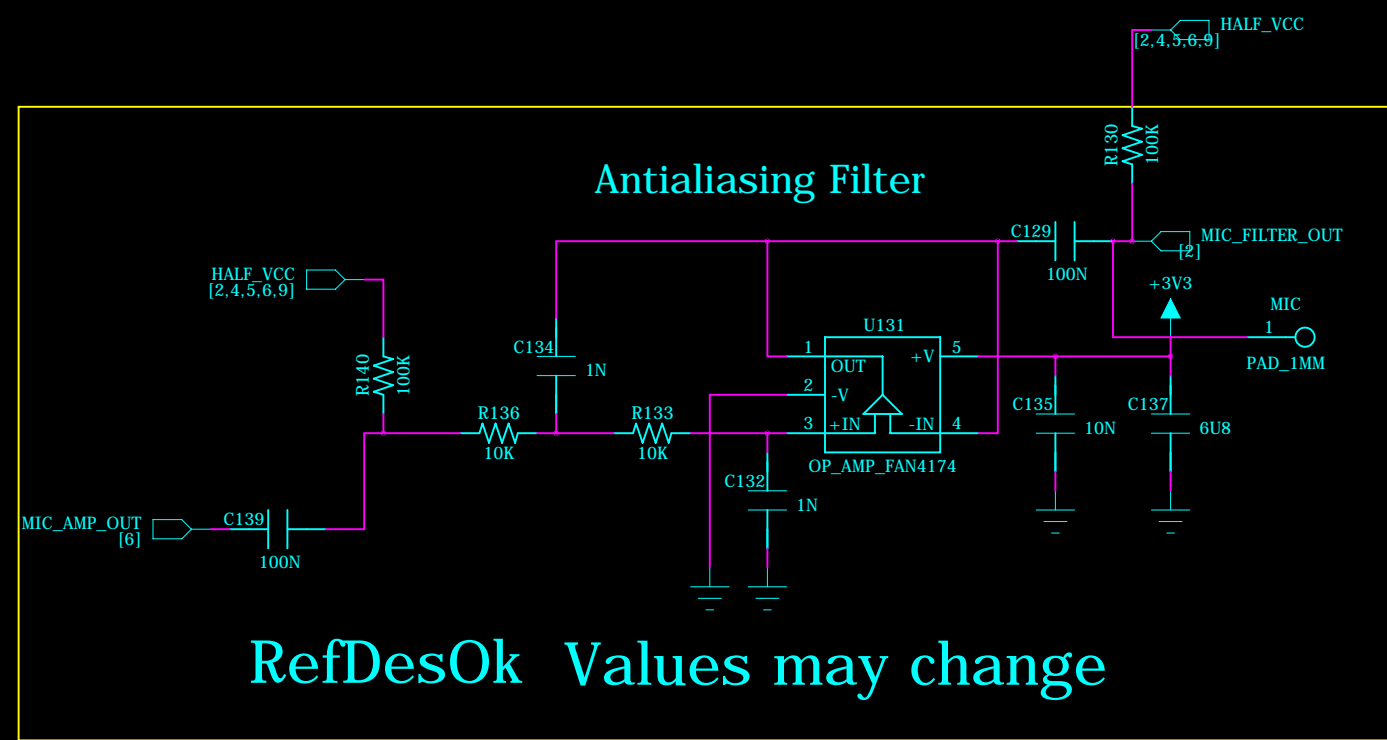 HALF_VCC
[2,4,5,6,9]
R130
100K
Antialiasing Filter
C129
100N
MIC_FILTER_OUT
[2]
HALF_VCC
[2,4,5,6,9]
+3V3
MIC
1
PAD_1MM
U131
C134
1N
R140
100K
1
OUT
+V
5
2
-V
3
+IN
-IN
4
OP_AMP_FAN4174
R136
10K
R133
10K
C135
10N
C137
6U8
C132
1N
MIC_AMP_OUT
[6]
C139
100N
RefDesOk Values may change